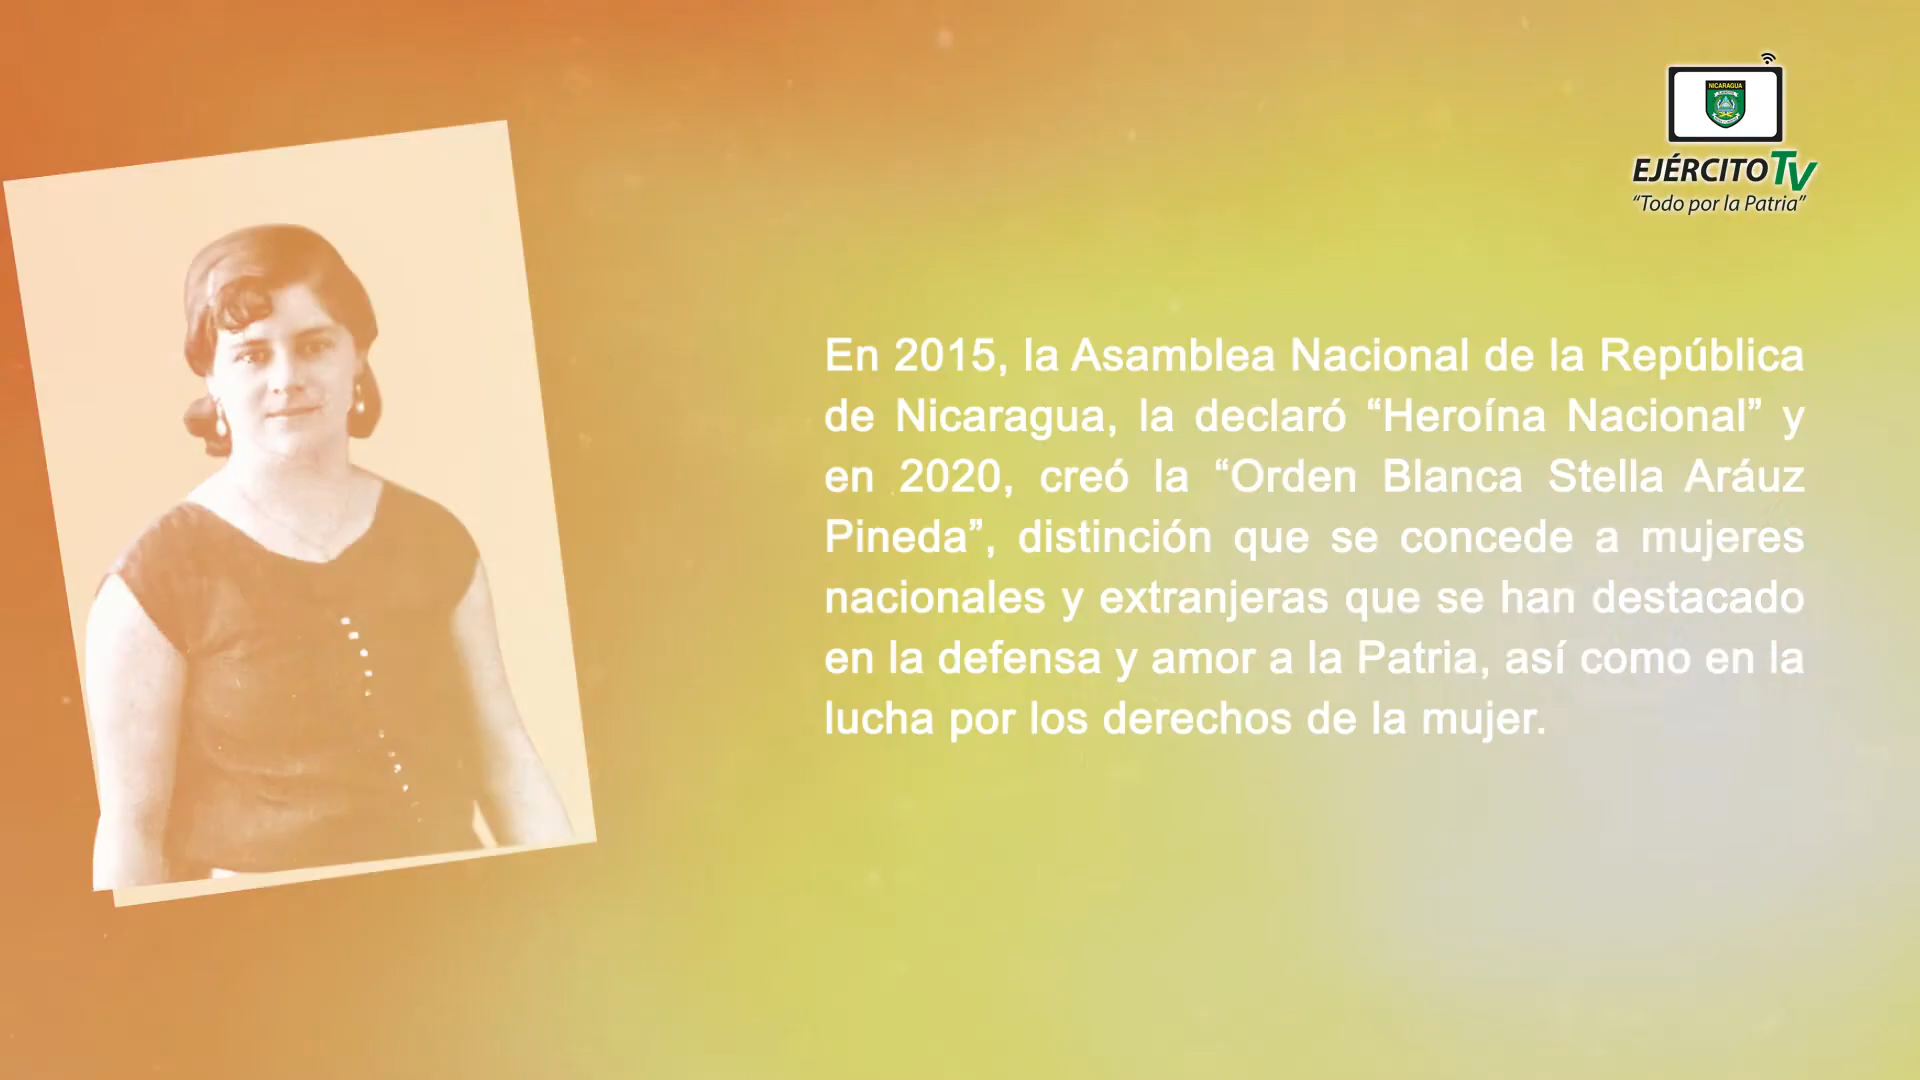 NICARAGUA
EJÉRCITO TV
“Todo por la Patria”
En 2015, la Asamblea Nacional de la República
de Nicaragua, la declaró “Heroína Nacional” y
en 2020, creó la “Orden Blanca Stella Aráuz
Pineda”, distinción que se concede a mujeres
nacionales y extranjeras que se han destacado
en la defensa y amor a la Patria, así como en la
lucha por los derechos de la mujer.